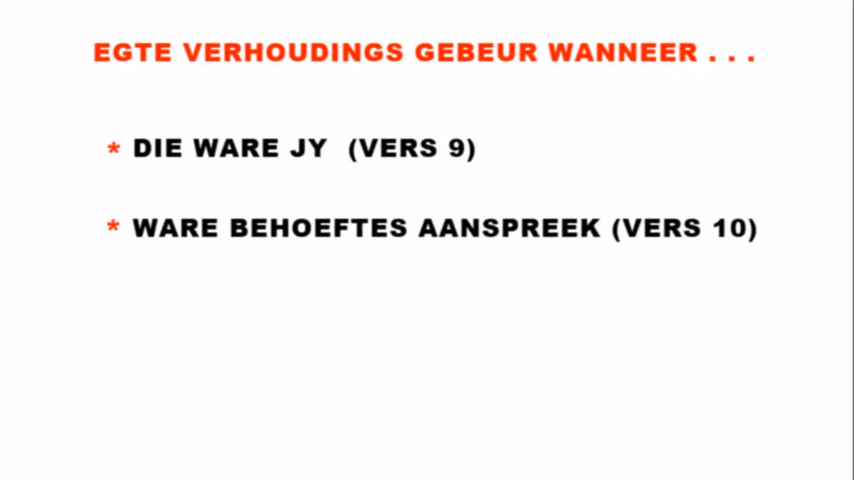 EGTE VERHOUDINGS GEBEUR WANNEER . . .
* DIE WARE JY (VERS 9)
* WARE BEHOEFTES AANSPREEK (VERS 10)